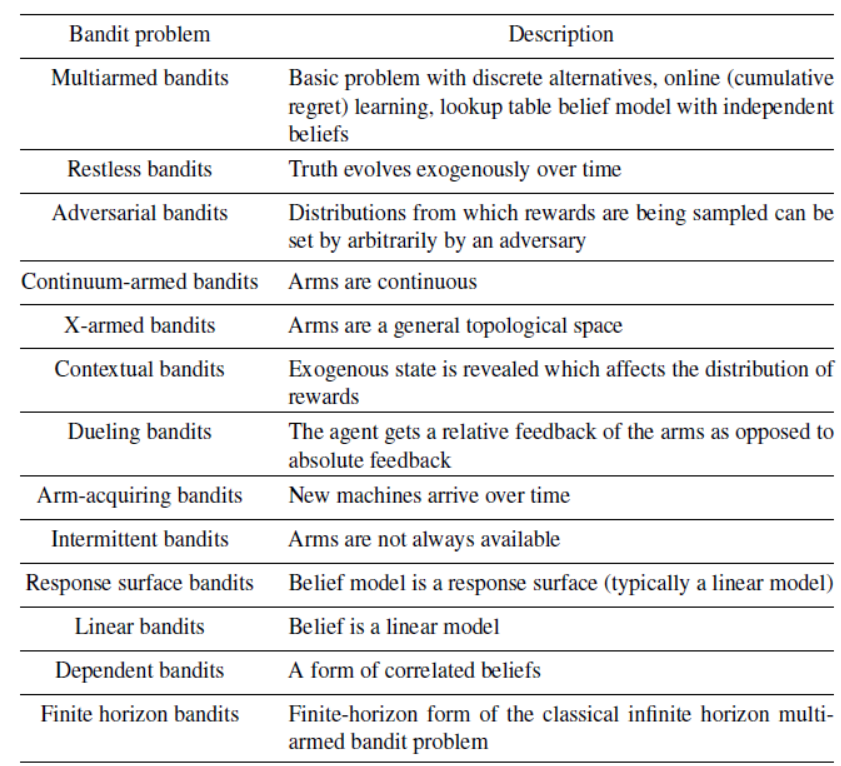 Bandit problem Description
Multiarmed bandits Basic problem with discrete alternatives, online (cumulative
regret) learning, lookup table belief model with independent
beliefs
Restless bandits Truth evolves exogenously over time
Adversarial bandits Distributions from which rewards are being sampled can be
set by arbitrarily by an adversary
Continuum-armed bandits Arms are continuous
X-armed bandits Arms are a general topological space
Contextual bandits Exogenous state is revealed which affects the distribution of
rewards
Dueling bandits The agent gets a relative feedback of the arms as opposed to
absolute feedback
Arm-acquiring bandits New machines arrive over time
Intermittent bandits Arms are not always available
Response surface bandits Belief model is a response surface (typically a linear model)
Linear bandits Belief is a linear model
Dependent bandits A form of correlated beliefs
Finite horizon bandits Finite-horizon form of the classical infinite horizon multi-
armed bandit problem